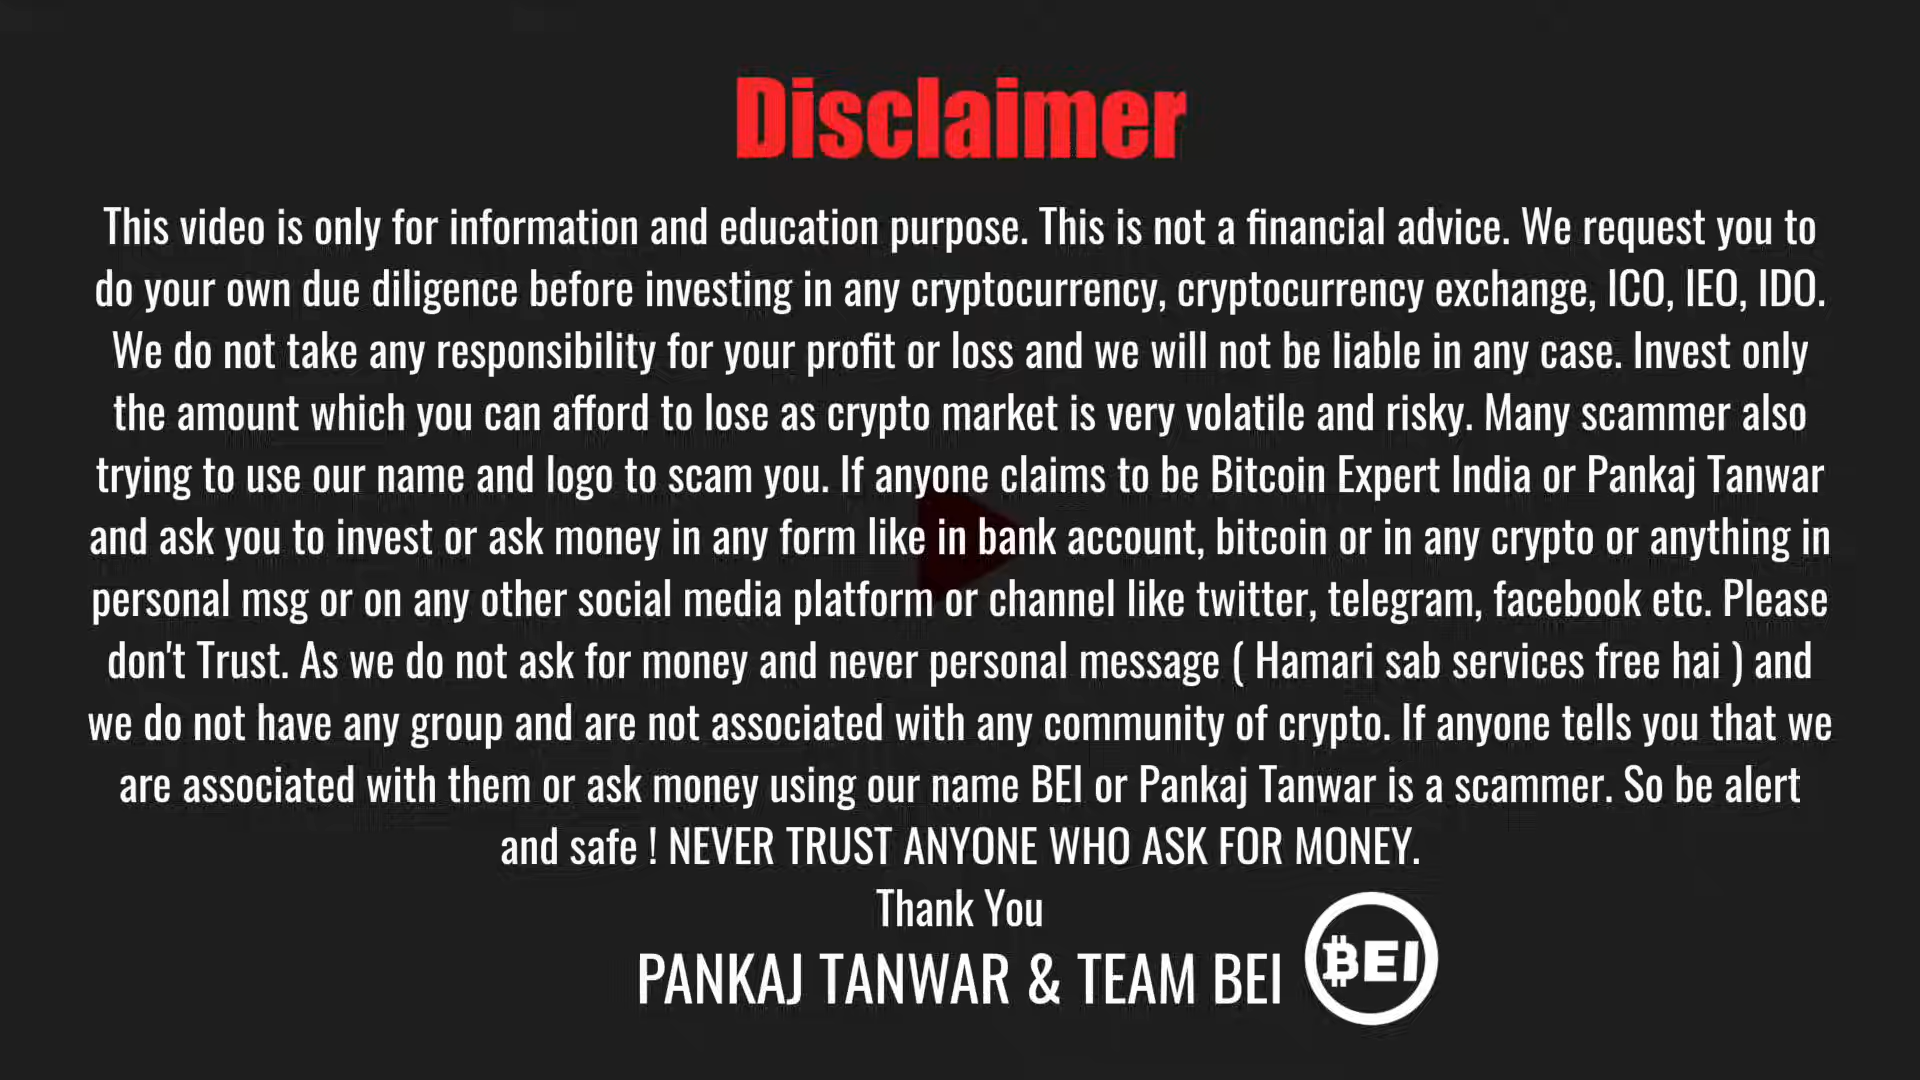 Disclaimer
This video is only for information and education purpose. This is not a financial advice. We request you to
do your own due diligence before investing in any cryptocurrency, cryptocurrency exchange, ICO, IEO, IDO.
We do not take any responsibility for your profit or loss and we will not be liable in any case. Invest only
the amount which you can afford to lose as crypto market is very volatile and risky. Many scammer also
trying to use our name and logo to scam you. If anyone claims to be Bitcoin Expert India or Pankaj Tanwar
and ask you to invest or ask money in any form like in bank account, bitcoin or in any crypto or anything in
personal msg or on any other social media platform or channel like twitter, telegram, facebook etc. Please
don't Trust. As we do not ask for money and never personal message ( Hamari sab services free hai ) and
we do not have any group and are not associated with any community of crypto. If anyone tells you that we
are associated with them or ask money using our name BEI or Pankaj Tanwar is a scammer. So be alert
and safe ! NEVER TRUST ANYONE WHO ASK FOR MONEY.
Thank You
PANKAJ TANWAR & TEAM BEI
BEI